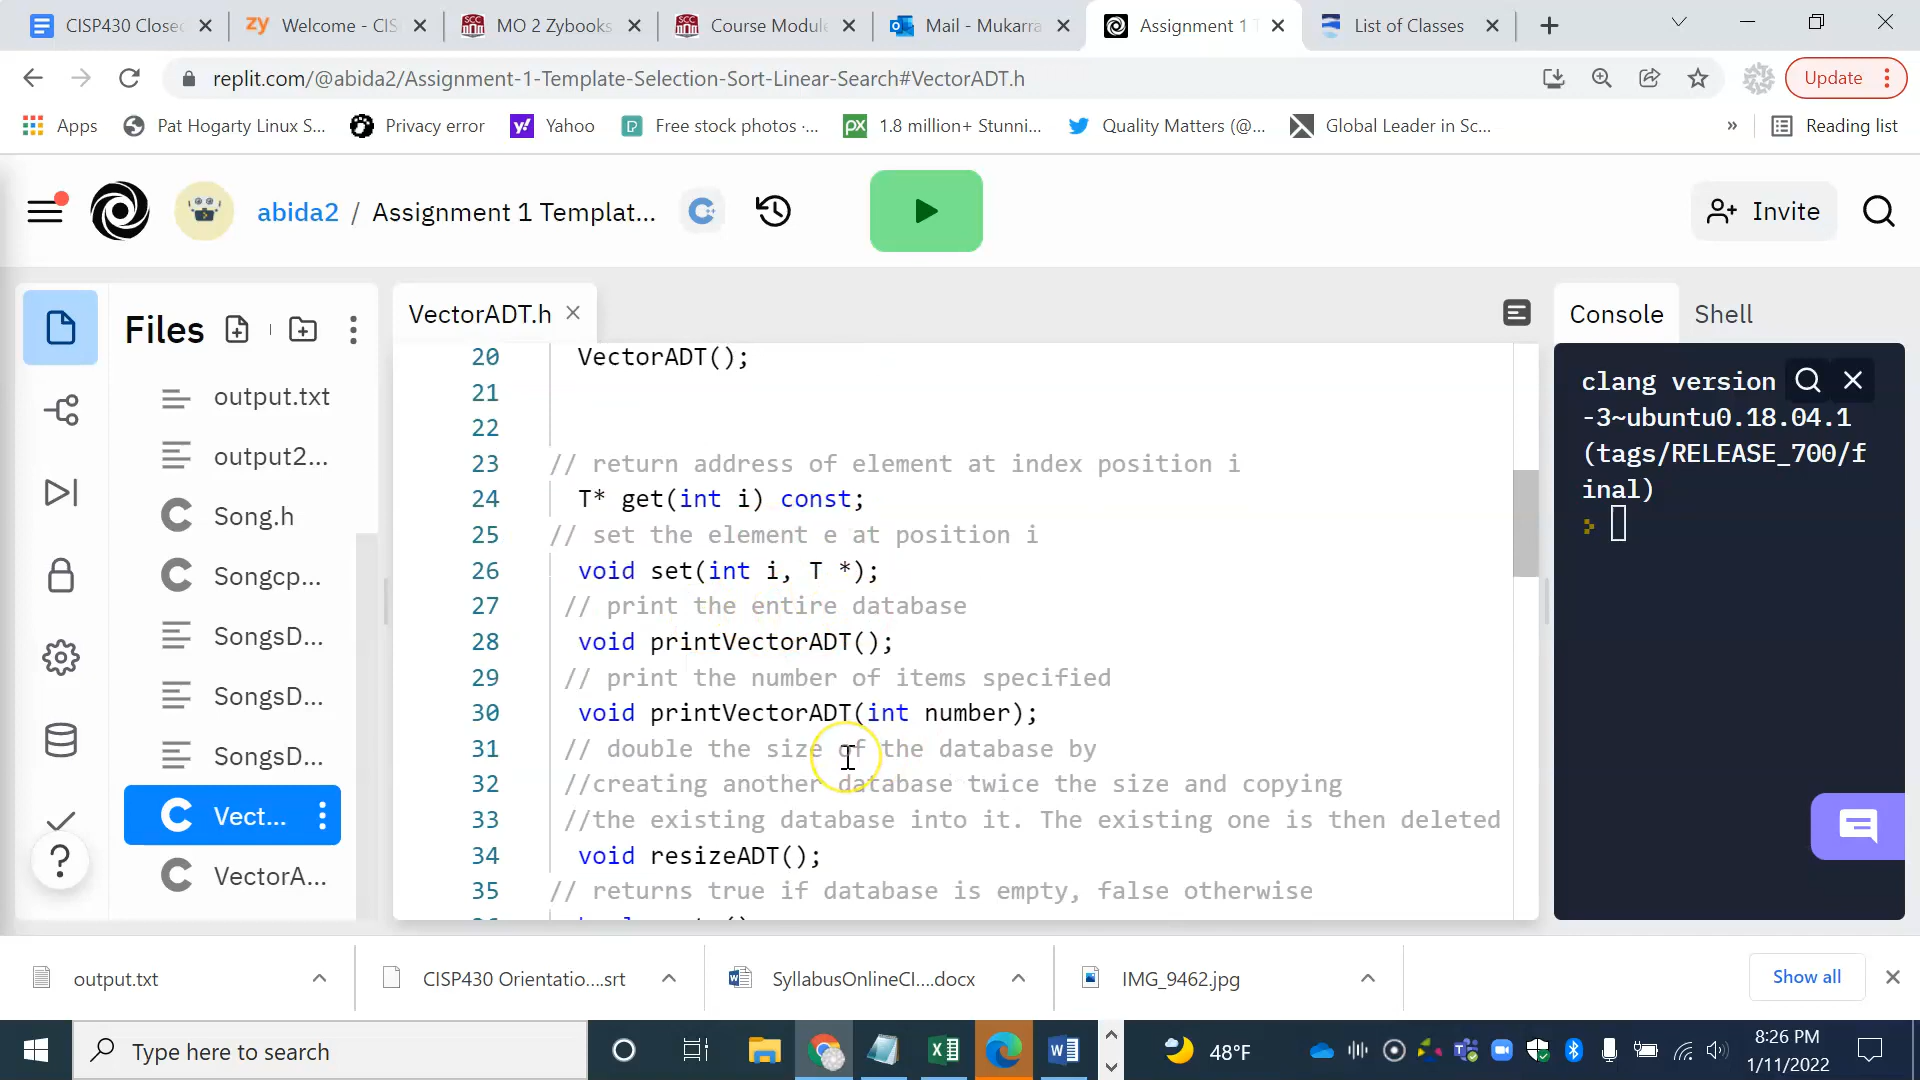 CISP430 Closed
Welcome - CIS
MO 2 Zybooks
Course Module
Mail - Mukarra
Assignment 1 T
List of Classes
replit.com/@abida2/Assignment-1-Template-Selection-Sort-Linear-Search#VectorADT.h
Update
Apps
Pat Hogarty Linux S...
Privacy error
Yahoo
Free stock photos ·...
1.8 million+ Stunni...
Quality Matters (@...
Global Leader in Sc...
»
Reading list
abida2 / Assignment 1 Templat...
Invite
Files
output.txt
output2...
Song.h
Songcp...
SongsD...
SongsD...
SongsD...
Vect...
VectorA...
VectorADT.h
20 VectorADT();
21
22
23 // return address of element at index position i
24 T* get(int i) const;
25 // set the element e at position i
26 void set(int i, T *);
27 // print the entire database
28 void printVectorADT();
29 // print the number of items specified
30 void printVectorADT(int number);
31 // double the size of the database by
32 //creating another database twice the size and copying
33 //the existing database into it. The existing one is then deleted
34 void resizeADT();
35 // returns true if database is empty, false otherwise
Console
Shell
clang version
-3~ubuntu0.18.04.1
(tags/RELEASE_700/f
inal)
output.txt
CISP430 Orientatio....srt
SyllabusOnlineCI....docx
IMG_9462.jpg
Show all
Type here to search
48°F
8:26 PM
1/11/2022